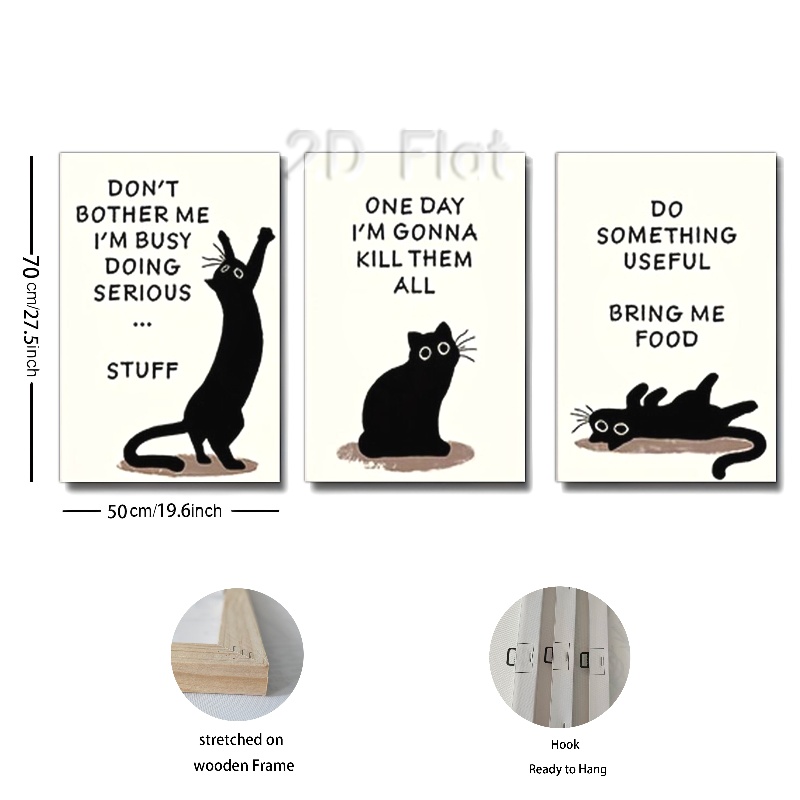 2D Flat
DON'T
BOTHER ME
I'M BUSY
DOING
SERIOUS
...
STUFF
ONE DAY
I'M GONNA
KILL THEM
ALL
DO
SOMETHING
USEFUL
BRING ME
FOOD
70 cm/27.5inch
50cm/19.6inch
stretched on
wooden Frame
Hook
Ready to Hang